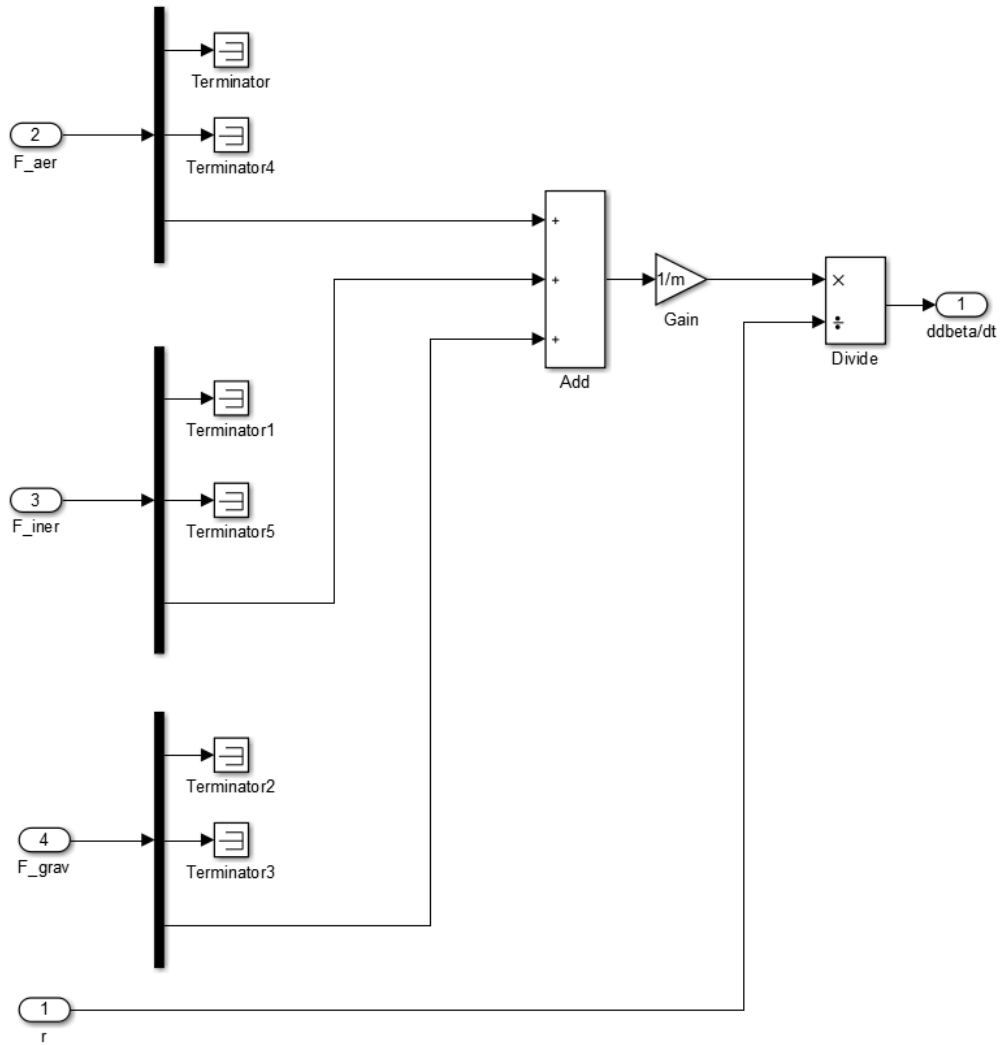 Terminator
2
F_aer
Terminator4
+
+
+
Add
1/m
Gain
×
÷
Divide
1
ddbeta/dt
Terminator1
3
F_iner
Terminator5
Terminator2
4
F_grav
Terminator3
1
r